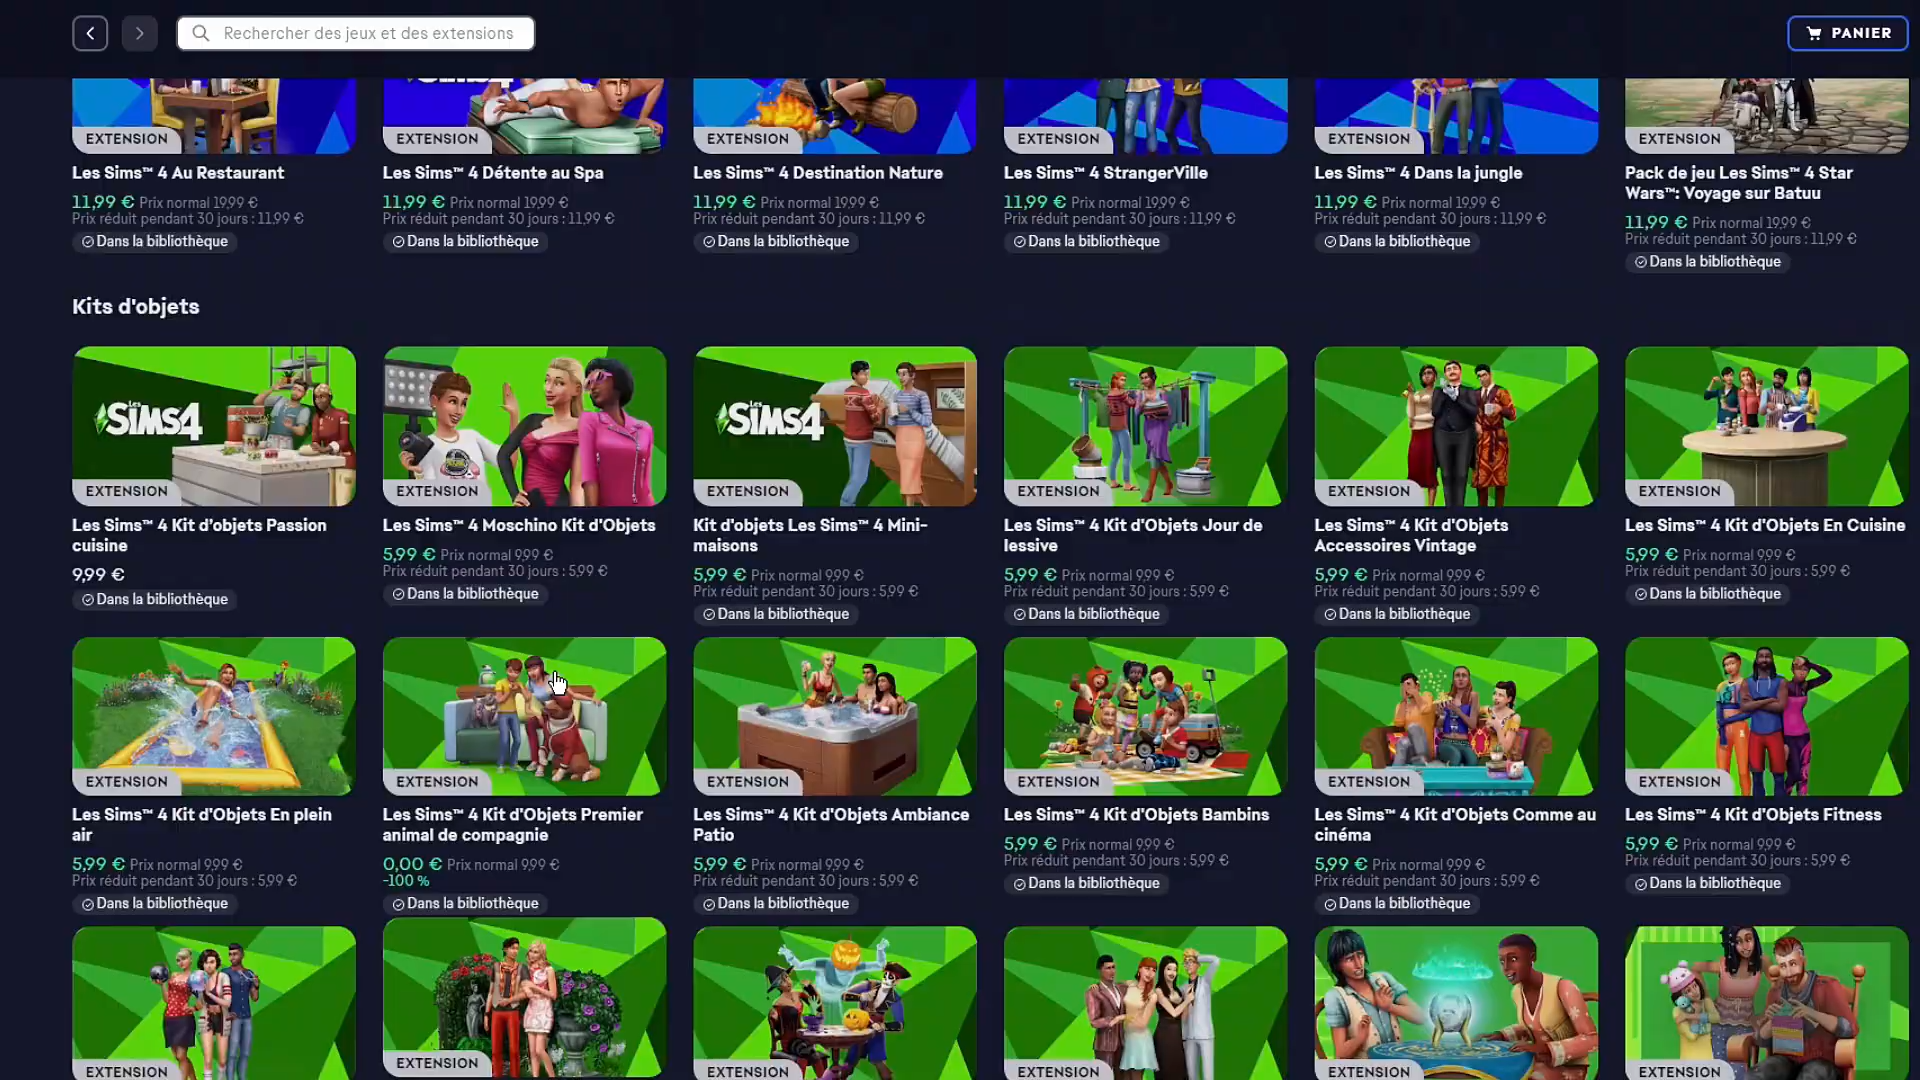 Rechercher des jeux et des extensions
PANIER
EXTENSION
EXTENSION
EXTENSION
EXTENSION
EXTENSION
EXTENSION
Les Sims™ 4 Au Restaurant
11,99 € Prix normal 19,99 €
Prix réduit pendant 30 jours : 11,99 €
Dans la bibliothèque
Les Sims™ 4 Détente au Spa
11,99 € Prix normal 19,99 €
Prix réduit pendant 30 jours : 11,99 €
Dans la bibliothèque
Les Sims™ 4 Destination Nature
11,99 € Prix normal 19,99 €
Prix réduit pendant 30 jours : 11,99 €
Dans la bibliothèque
Les Sims™ 4 StrangerVille
11,99 € Prix normal 19,99 €
Prix réduit pendant 30 jours : 11,99 €
Dans la bibliothèque
Les Sims™ 4 Dans la jungle
11,99 € Prix normal 19,99 €
Prix réduit pendant 30 jours : 11,99 €
Dans la bibliothèque
Pack de jeu Les Sims™ 4 Star
Wars™: Voyage sur Batuu
11,99 € Prix normal 19,99 €
Prix réduit pendant 30 jours : 11,99 €
Dans la bibliothèque
Kits d'objets
Les SiMS4
EXTENSION
EXTENSION
Les SiMS4
EXTENSION
EXTENSION
EXTENSION
EXTENSION
Les Sims™ 4 Kit d'objets Passion
cuisine
9,99 €
Dans la bibliothèque
Les Sims™ 4 Moschino Kit d'Objets
5,99 € Prix normal 9,99 €
Prix réduit pendant 30 jours : 5,99 €
Dans la bibliothèque
Kit d'objets Les Sims™ 4 Mini-
maisons
5,99 € Prix normal 9,99 €
Prix réduit pendant 30 jours : 5,99 €
Dans la bibliothèque
Les Sims™ 4 Kit d'Objets Jour de
lessive
5,99 € Prix normal 9,99 €
Prix réduit pendant 30 jours : 5,99 €
Dans la bibliothèque
Les Sims™ 4 Kit d'Objets
Accessoires Vintage
5,99 € Prix normal 9,99 €
Prix réduit pendant 30 jours : 5,99 €
Dans la bibliothèque
Les Sims™ 4 Kit d'Objets En Cuisine
5,99 € Prix normal 9,99 €
Prix réduit pendant 30 jours : 5,99 €
Dans la bibliothèque
EXTENSION
EXTENSION
EXTENSION
EXTENSION
EXTENSION
EXTENSION
Les Sims™ 4 Kit d'Objets En plein
air
5,99 € Prix normal 9,99 €
Prix réduit pendant 30 jours : 5,99 €
Dans la bibliothèque
Les Sims™ 4 Kit d'Objets Premier
animal de compagnie
0,00 € Prix normal 9,99 €
-100 %
Dans la bibliothèque
Les Sims™ 4 Kit d'Objets Ambiance
Patio
5,99 € Prix normal 9,99 €
Prix réduit pendant 30 jours : 5,99 €
Dans la bibliothèque
Les Sims™ 4 Kit d'Objets Bambins
5,99 € Prix normal 9,99 €
Prix réduit pendant 30 jours : 5,99 €
Dans la bibliothèque
Les Sims™ 4 Kit d'Objets Comme au
cinéma
5,99 € Prix normal 9,99 €
Prix réduit pendant 30 jours : 5,99 €
Dans la bibliothèque
Les Sims™ 4 Kit d'Objets Fitness
5,99 € Prix normal 9,99 €
Prix réduit pendant 30 jours : 5,99 €
Dans la bibliothèque
EXTENSION
EXTENSION
EXTENSION
EXTENSION
EXTENSION
EXTENSION